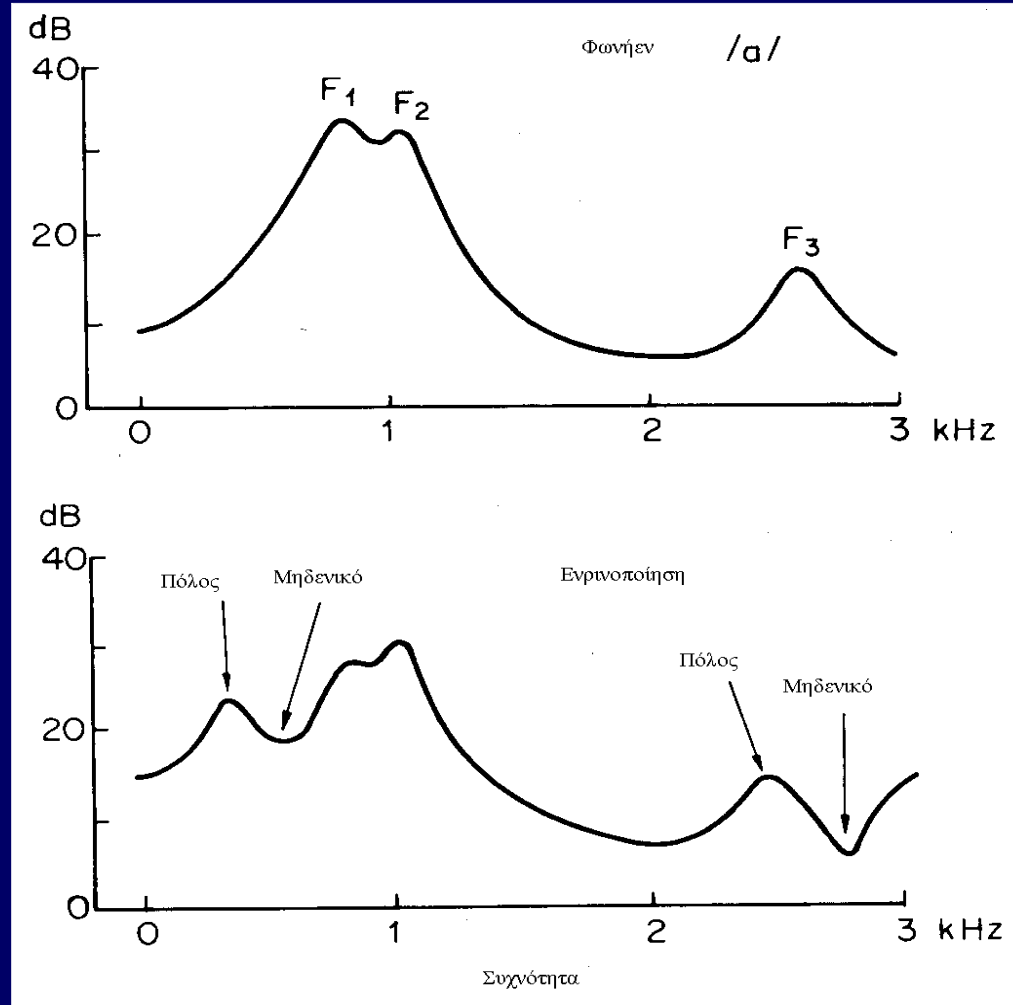 dB
Φωνήεν /a/
40
F1 F2
20
F3
0
0 1 2 3 kHz
dB
40
Πόλος Μηδενικό Ενρινοποίηση
Πόλος
Μηδενικό
20
0
0 1 2 3 kHz
Συχνότητα